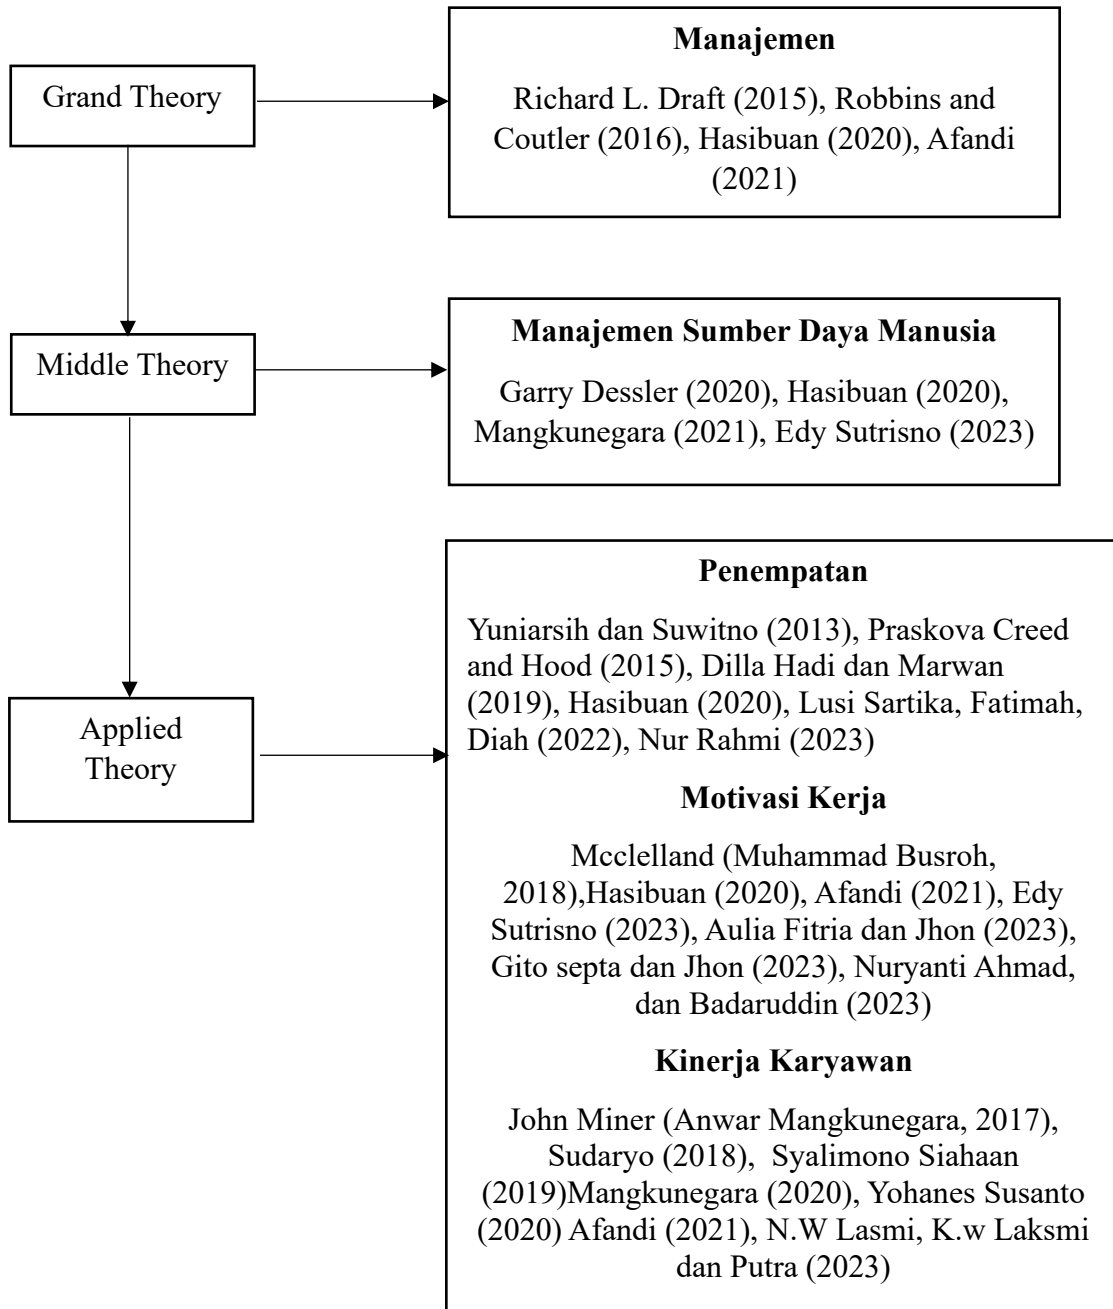 Grand Theory
Manajemen
Richard L. Draft (2015), Robbins and
Coutler (2016), Hasibuan (2020), Afandi
(2021)
Middle Theory
Manajemen Sumber Daya Manusia
Garry Dessler (2020), Hasibuan (2020),
Mangkunegara (2021), Edy Sutrisno (2023)
Applied
Theory
Penempatan
Yuniarsih dan Suwitno (2013), Praskova Creed
and Hood (2015), Dilla Hadi dan Marwan
(2019), Hasibuan (2020), Lusi Sartika, Fatimah,
Diah (2022), Nur Rahmi (2023)
Motivasi Kerja
Mcclelland (Muhammad Busroh,
2018),Hasibuan (2020), Afandi (2021), Edy
Sutrisno (2023), Aulia Fitria dan Jhon (2023),
Gito septa dan Jhon (2023), Nuryanti Ahmad,
dan Badaruddin (2023)
Kinerja Karyawan
John Miner (Anwar Mangkunegara, 2017),
Sudaryo (2018), Syalimono Siahaan
(2019)Mangkunegara (2020), Yohanes Susanto
(2020) Afandi (2021), N.W Lasmi, K.w Laksmi
dan Putra (2023)